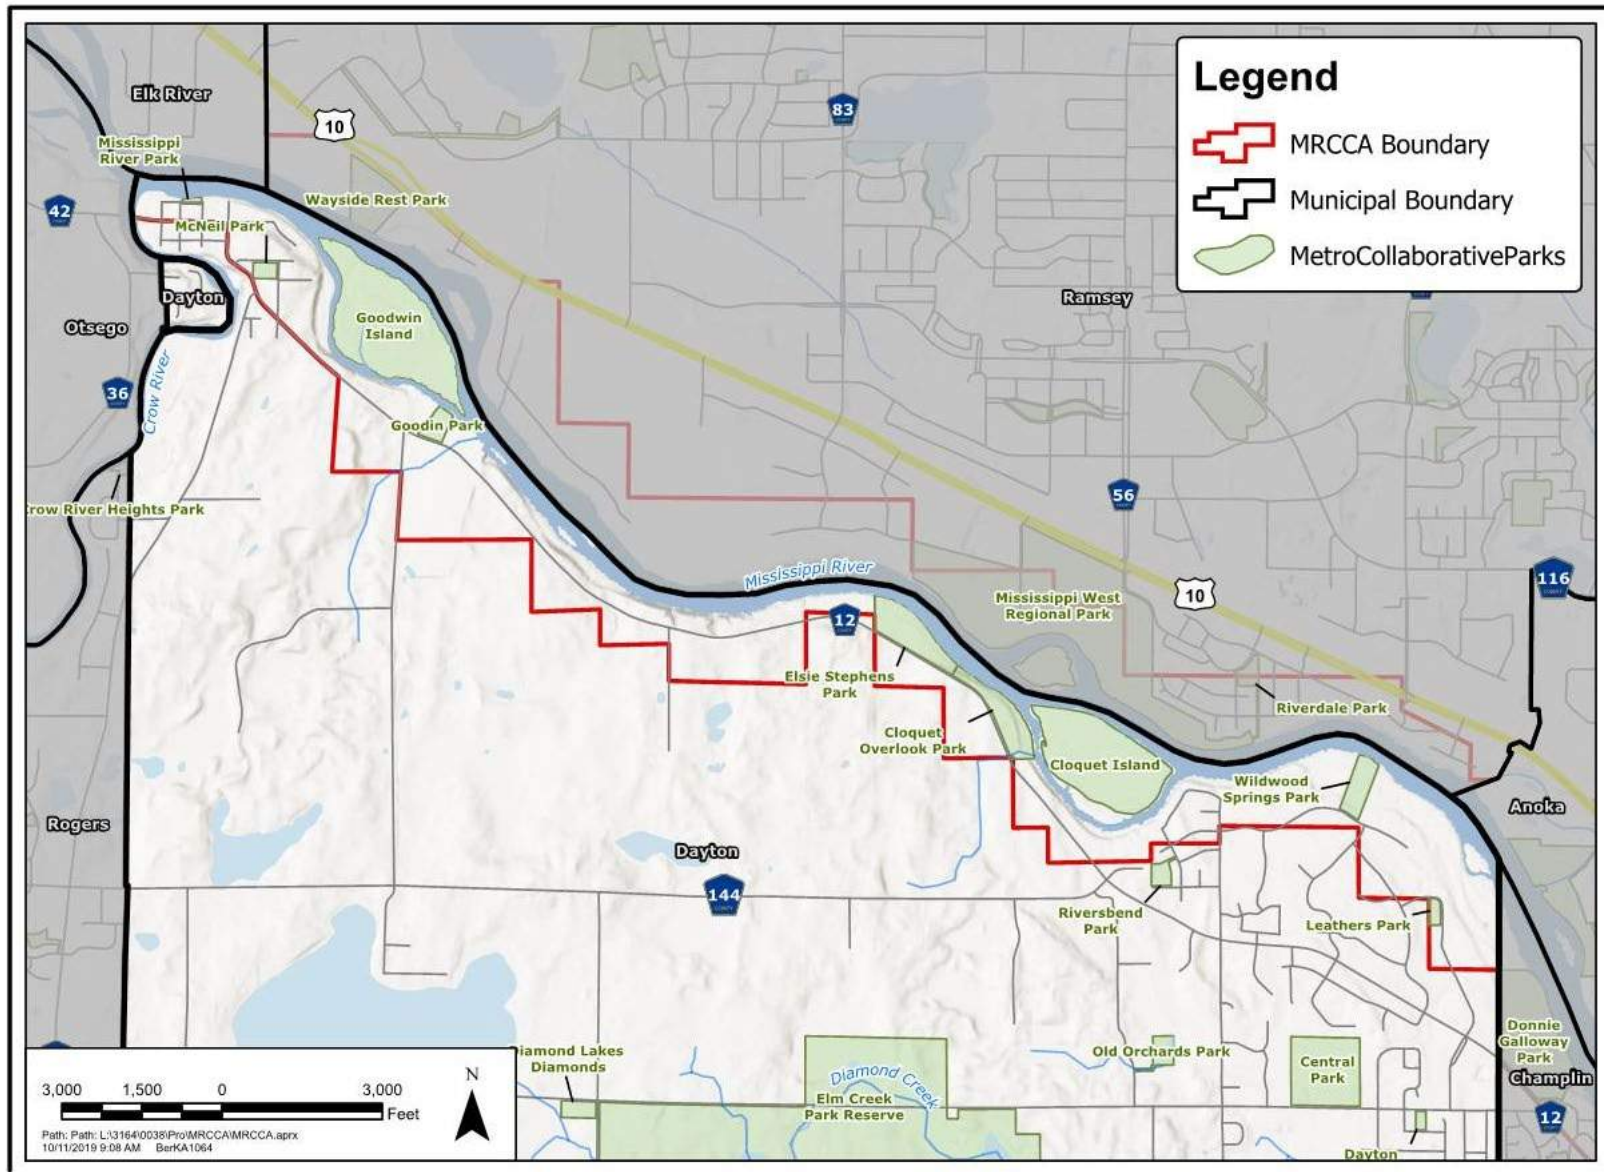 Legend
MRCCA Boundary
Municipal Boundary
MetroCollaborativeParks
Elk River
10
83
Mississippi
River Park
42
Wayside Rest Park
McNeil Park
Dayton
Otsego
Goodwin
Island
Ramsey
36
Crow River
Goodin Park
Crow River Heights Park
56
Mississippi River
116
COUNTY
10
Mississippi West
Regional Park
12
Elsie Stephens
Park
Riverdale Park
Cloquet
Overlook Park
Cloquet Island
Wildwood
Springs Park
Anoka
Rogers
Dayton
144
COUNTY
Riversbend
Park
Leathers Park
Donnie
Galloway
Park
Diamond Lakes
Diamonds
Old Orchards Park
Central
Park
Diamond Creek
Elm Creek
Park Reserve
Champlin
12
COUNTY
Dayton
3,000 1,500 0 3,000
Feet
N
Path: Path: L:\3164\0038\Pro\MRCCA\MRCCA.aprx
10/11/2019 9:08 AM BerKA1064